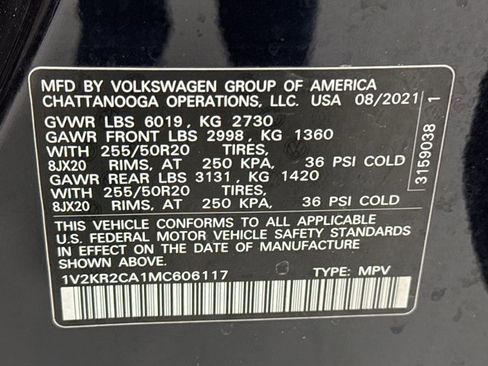 MFD BY VOLKSWAGEN GROUP OF AMERICA
CHATTANOOGA OPERATIONS, LLC. USA 08/2021
GVWR LBS 6019, KG 2730
GAWR FRONT LBS 2998, KG 1360
WITH 255/50R20 TIRES,
8JX20 RIMS, AT 250 KPA, 36 PSI COLD
GAWR REAR LBS 3131, KG 1420
WITH 255/50R20 TIRES,
8JX20 RIMS, AT 250 KPA, 36 PSI COLD
THIS VEHICLE CONFORMS TO ALL APPLICABLE
U.S. FEDERAL MOTOR VEHICLE SAFETY STANDARDS
IN EFFECT ON THE DATE OF MANUFACTURE
SHOWN ABOVE.
1V2KR2CA1MC606117 TYPE: MPV
3159038 1